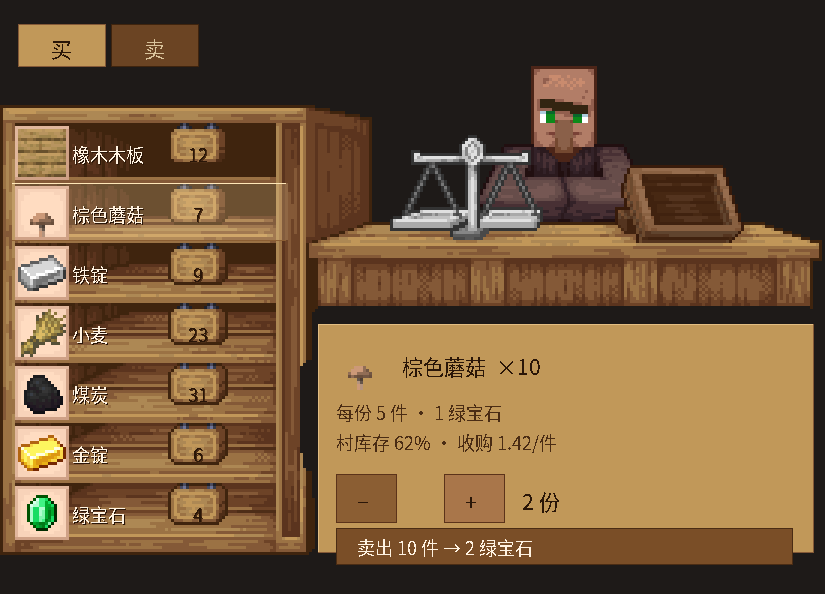 买
卖
橡木木板 12
棕色蘑菇 7
铁锭 9
小麦 23
煤炭 31
金锭 6
绿宝石 4
棕色蘑菇 ×10
每份 5 件 · 1 绿宝石
村库存 62% · 收购 1.42/件
− + 2 份
卖出 10 件 → 2 绿宝石